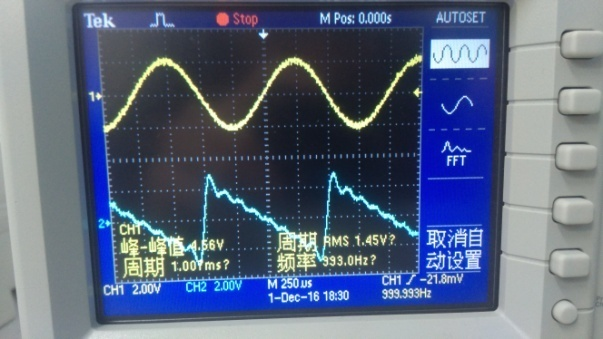 Tek Stop M Pos: 0.000s AUTOSET
1
FFT
2
CH1
峰-峰值 4.56V 周期 RMS 1.45V?
周期 1.007ms? 频率 993.0Hz?
取消自
动设置
CH1 2.00V CH2 2.00V M 250us CH1 -21.8mV
1-Dec-16 18:30 999.993Hz